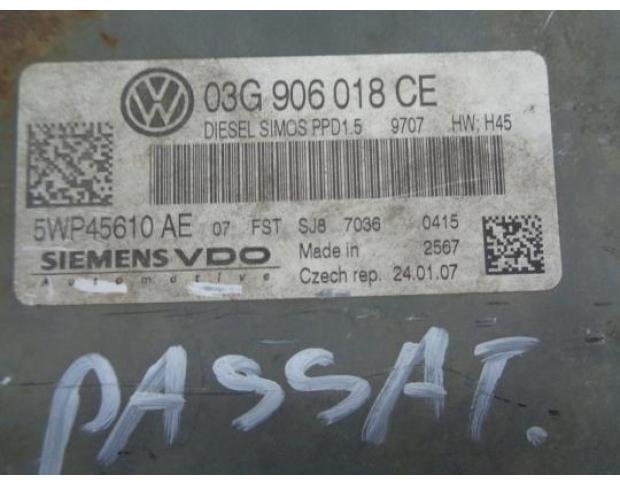 03G 906 018 CE
DIESEL SIMOS PPD1.5 9707 HW: H45
5WP45610 AE 07 FST SJ8 7036 0415
SIEMENS VDO Made in 2567
Automotive Czech rep. 24.01.07
PASSAT.